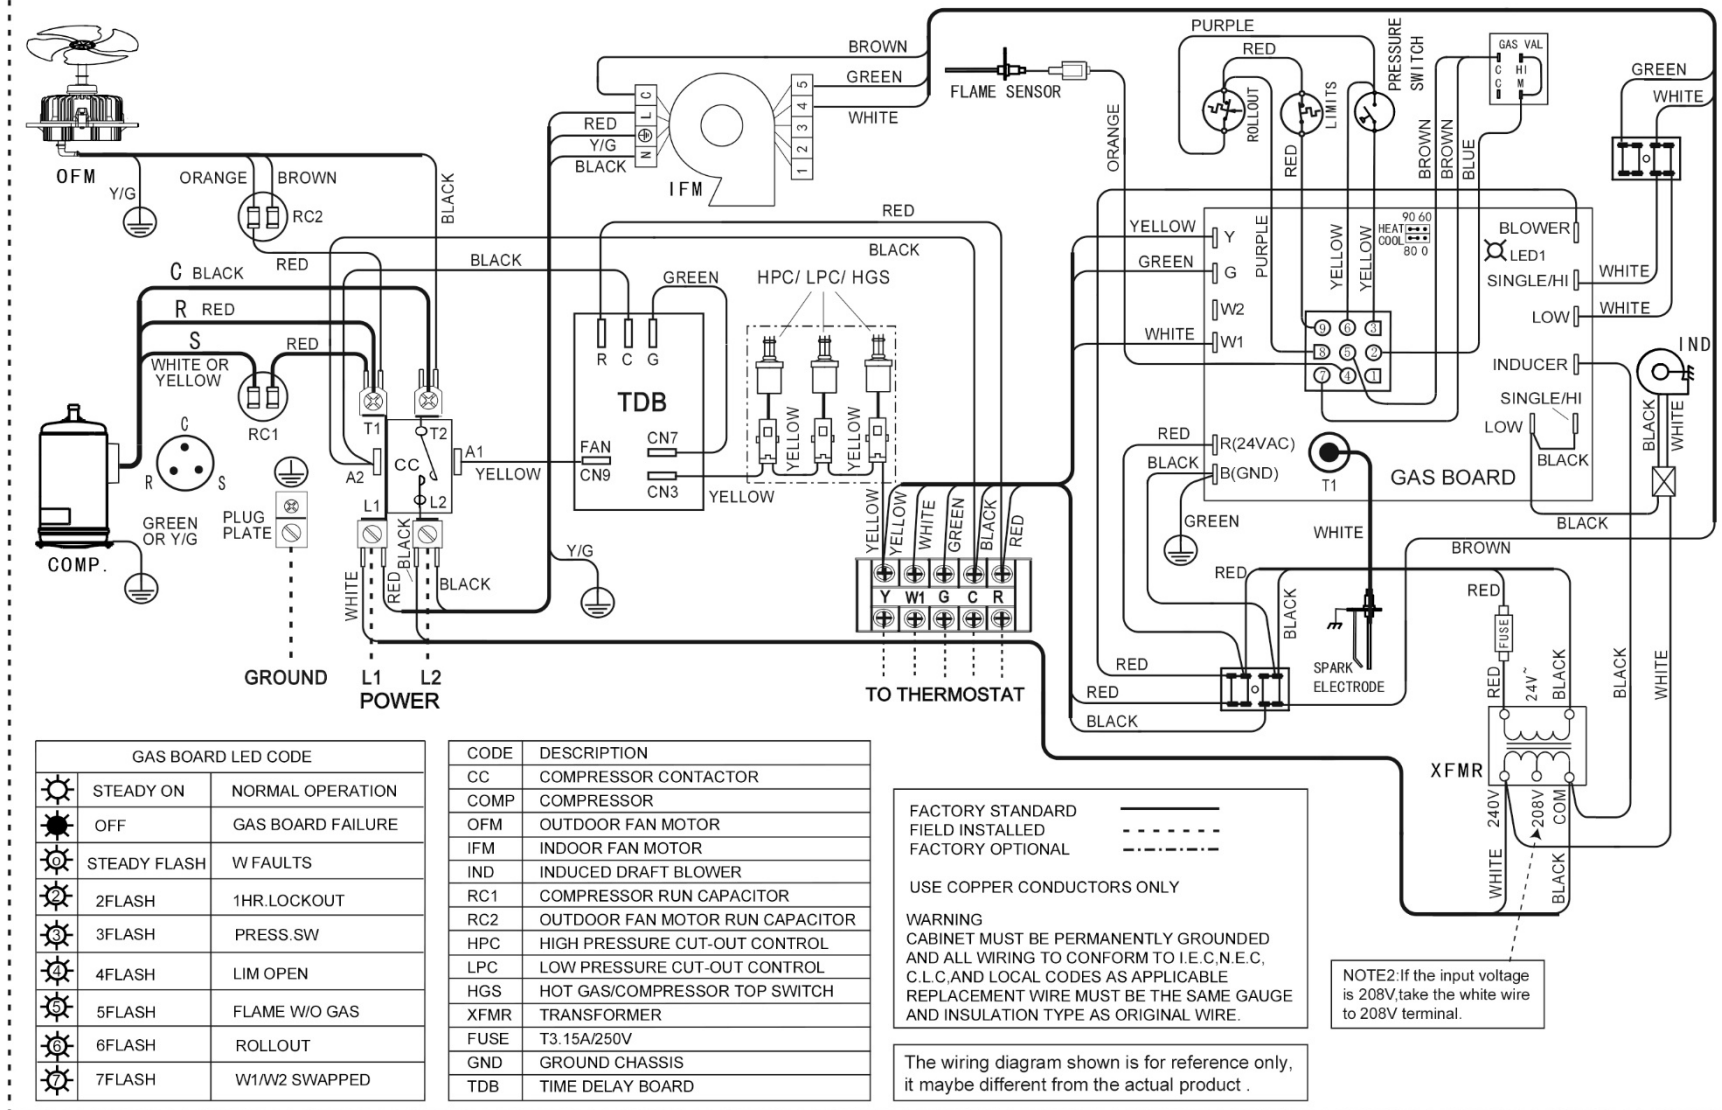 BROWN
GREEN
WHITE
FLAME SENSOR
ORANGE
PURPLE
RED
ROLLOUT
LIMITS
PRESSURE
SWITCH
GAS VAL
C HI
C M
C
GREEN
WHITE
BROWN
BROWN
BLUE
RED
OFM
Y/G
ORANGE
BROWN
RC2
RED
BLACK
C
L
N
RED
Y/G
BLACK
IFM
5
4
3
2
1
RED
BLACK
BLACK
GREEN
HPC/ LPC/ HGS
YELLOW
GREEN
WHITE
Y
G
W2
W1
PURPLE
YELLOW
YELLOW
90 60
HEAT
COOL
80 0
BLOWER
LED1
SINGLE/HI
WHITE
LOW
WHITE
INDUCER
SINGLE/HI
LOW
BLACK
IND
BLACK
WHITE
9 6 3
8 5 2
7 4 1
C BLACK
R RED
S
WHITE OR
YELLOW
RED
RC1
T1
T2
CC
A1
A2
L1
L2
YELLOW
R C G
TDB
FAN
CN9
CN7
CN3
YELLOW
YELLOW
YELLOW
RED
R(24VAC)
BLACK
B(GND)
GREEN
T1
GAS BOARD
WHITE
BLACK
BROWN
C
R
S
GREEN
OR Y/G
COMP.
PLUG
PLATE
GROUND
WHITE
RED
BLACK
BLACK
Y/G
L1
L2
POWER
YELLOW
YELLOW
WHITE
GREEN
BLACK
RED
Y W1 G C R
TO THERMOSTAT
RED
BLACK
RED
RED
BLACK
SPARK
ELECTRODE
RED
FUSE
RED
24V~
BLACK
BLACK
WHITE
XFMR
240V
208V
COM
WHITE
BLACK
GAS BOARD LED CODE
STEADY ON NORMAL OPERATION
OFF GAS BOARD FAILURE
STEADY FLASH W FAULTS
2 2FLASH 1HR.LOCKOUT
3 3FLASH PRESS.SW
4 4FLASH LIM OPEN
5 5FLASH FLAME W/O GAS
6 6FLASH ROLLOUT
7 7FLASH W1/W2 SWAPPED
CODE DESCRIPTION
CC COMPRESSOR CONTACTOR
COMP COMPRESSOR
OFM OUTDOOR FAN MOTOR
IFM INDOOR FAN MOTOR
IND INDUCED DRAFT BLOWER
RC1 COMPRESSOR RUN CAPACITOR
RC2 OUTDOOR FAN MOTOR RUN CAPACITOR
HPC HIGH PRESSURE CUT-OUT CONTROL
LPC LOW PRESSURE CUT-OUT CONTROL
HGS HOT GAS/COMPRESSOR TOP SWITCH
XFMR TRANSFORMER
FUSE T3.15A/250V
GND GROUND CHASSIS
TDB TIME DELAY BOARD
FACTORY STANDARD
FIELD INSTALLED
FACTORY OPTIONAL
USE COPPER CONDUCTORS ONLY
WARNING
CABINET MUST BE PERMANENTLY GROUNDED
AND ALL WIRING TO CONFORM TO I.E.C,N.E.C,
C.L.C,AND LOCAL CODES AS APPLICABLE
REPLACEMENT WIRE MUST BE THE SAME GAUGE
AND INSULATION TYPE AS ORIGINAL WIRE.
NOTE2:If the input voltage
is 208V,take the white wire
to 208V terminal.
The wiring diagram shown is for reference only,
it maybe different from the actual product .